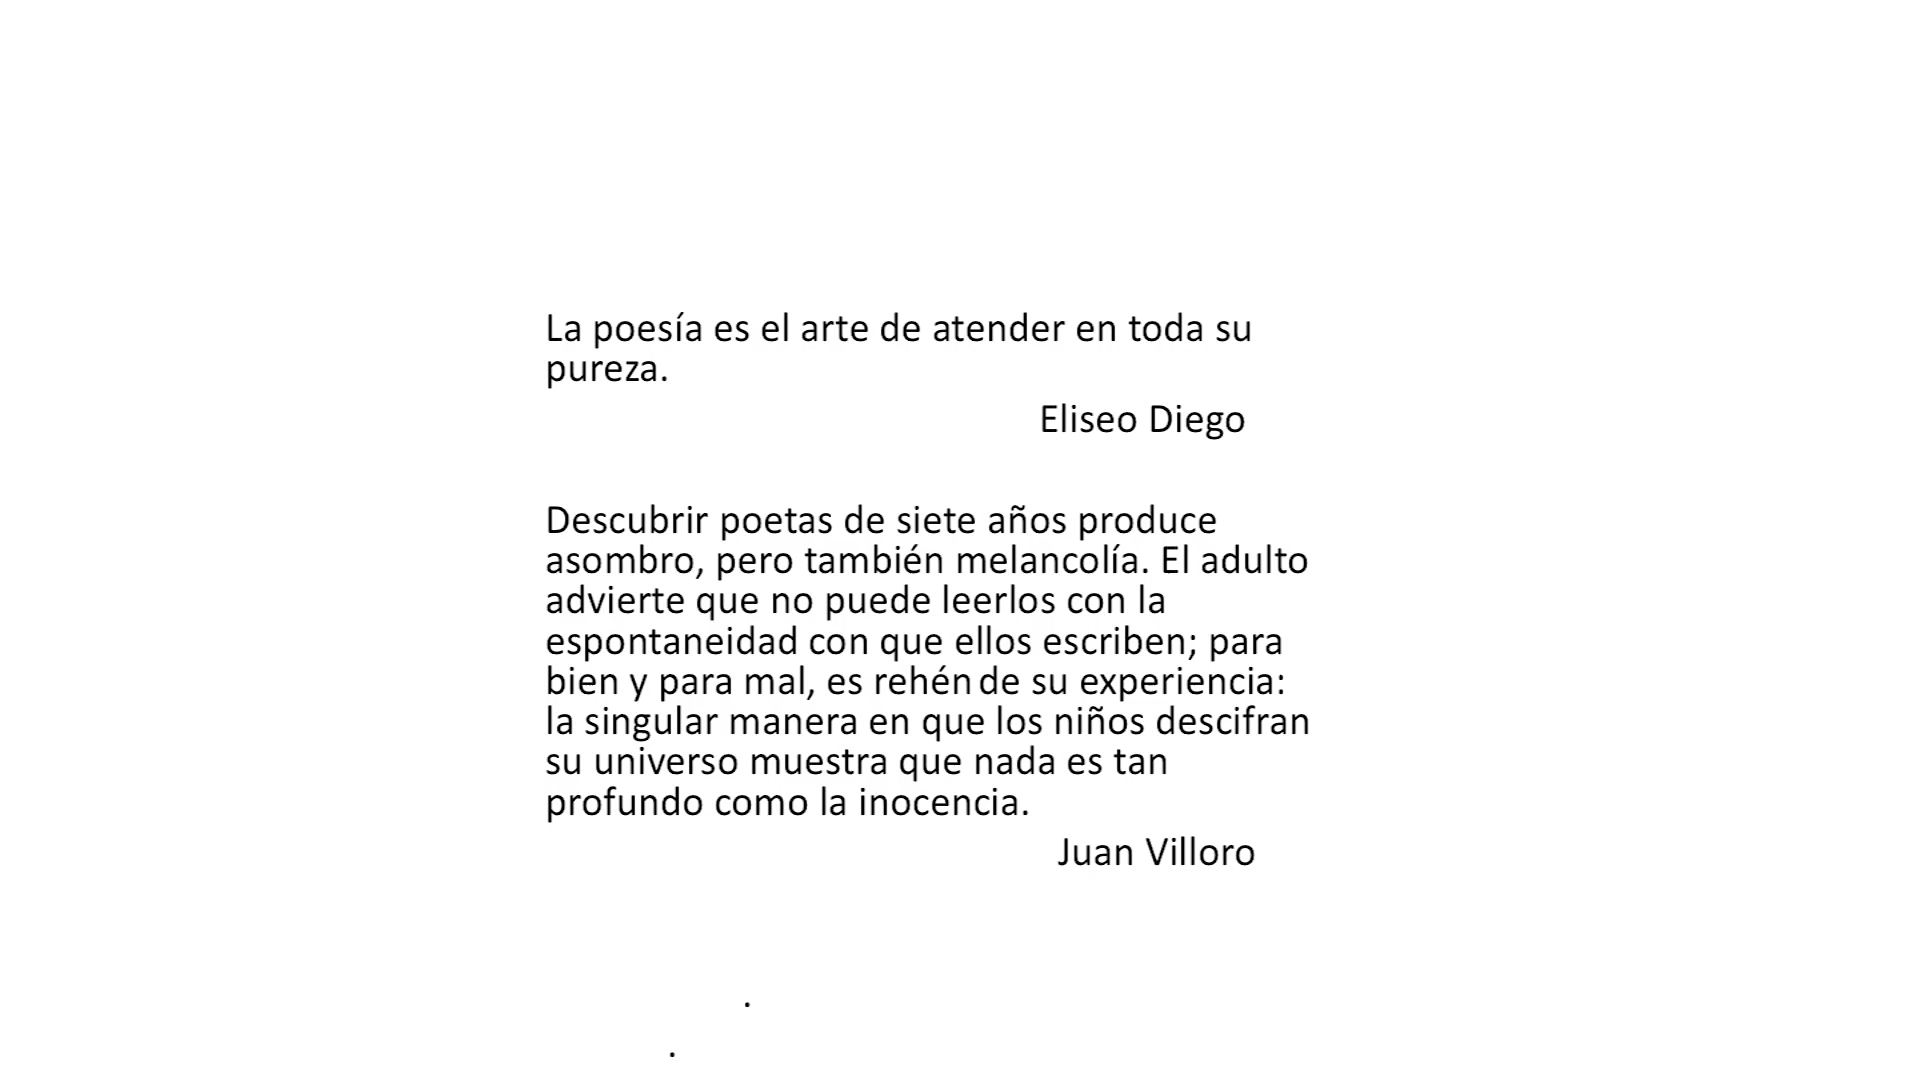 La poesía es el arte de atender en toda su
pureza.
Eliseo Diego
Descubrir poetas de siete años produce
asombro, pero también melancolía. El adulto
advierte que no puede leerlos con la
espontaneidad con que ellos escriben; para
bien y para mal, es rehén de su experiencia:
la singular manera en que los niños descifran
su universo muestra que nada es tan
profundo como la inocencia.
Juan Villoro
.
.